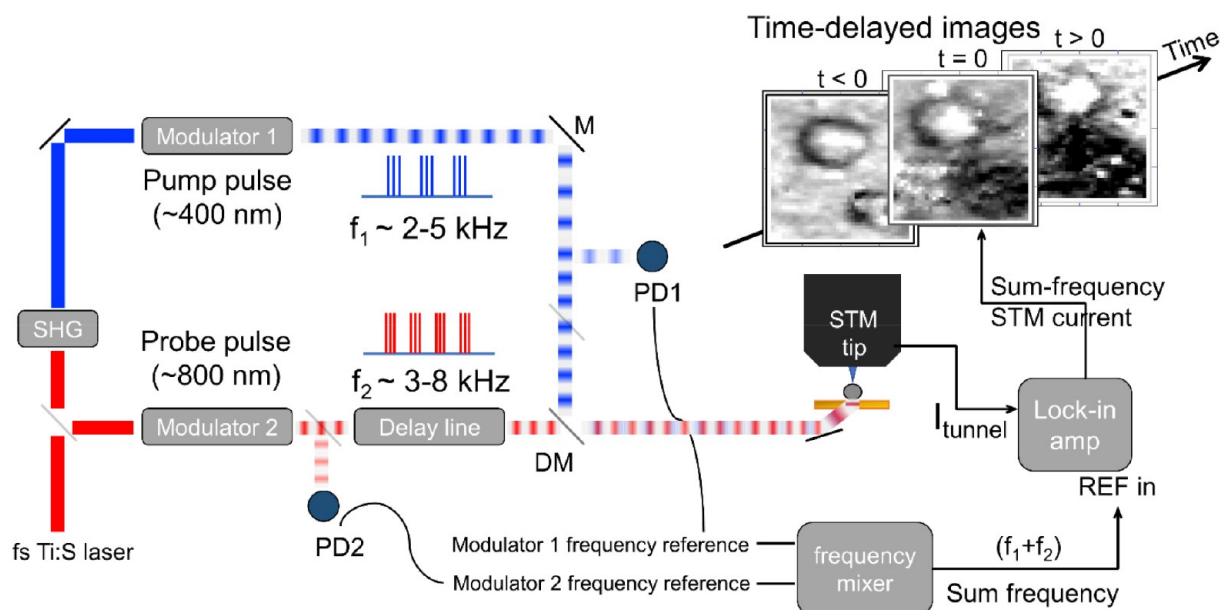 Time-delayed images
t < 0
t = 0
t > 0
Time
Modulator 1
M
Pump pulse
(~400 nm)
f₁ ~ 2-5 kHz
PD1
SHG
Probe pulse
(~800 nm)
f₂ ~ 3-8 kHz
STM
tip
Sum-frequency
STM current
Modulator 2
Delay line
DM
I tunnel
Lock-in
amp
REF in
fs Ti:S laser
PD2
Modulator 1 frequency reference
Modulator 2 frequency reference
frequency
mixer
(f₁+f₂)
Sum frequency